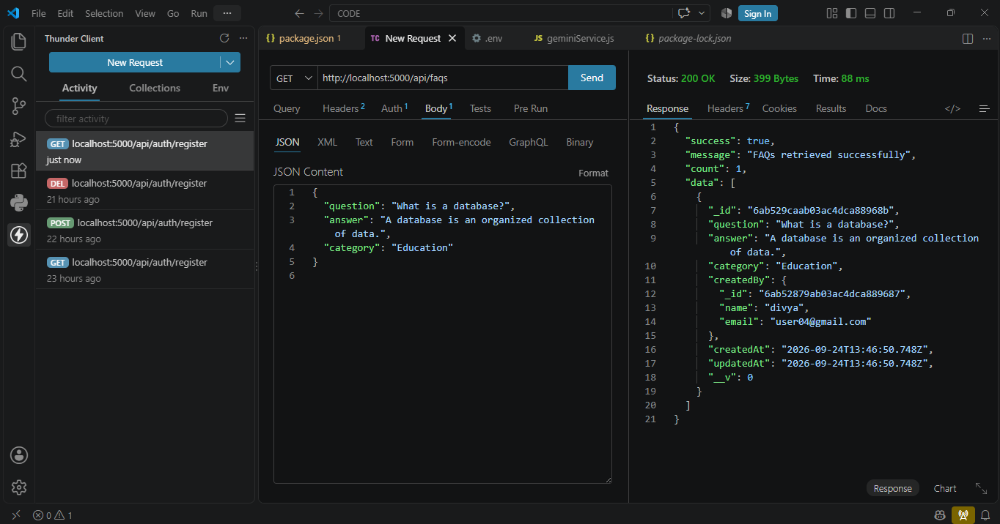 File Edit Selection View Go Run ... CODE Sign In
Thunder Client
New Request
Activity Collections Env
filter activity
GET localhost:5000/api/auth/register
just now
DEL localhost:5000/api/auth/register
21 hours ago
POST localhost:5000/api/auth/register
22 hours ago
GET localhost:5000/api/auth/register
23 hours ago
{} package.json 1 TC New Request .env JS geminiService.js {} package-lock.json
GET http://localhost:5000/api/faqs Send
Query Headers 2 Auth 1 Body 1 Tests Pre Run
JSON XML Text Form Form-encode GraphQL Binary
JSON Content Format
1 {
2 "question": "What is a database?",
3 "answer": "A database is an organized collection
of data.",
4 "category": "Education"
5 }
6
Status: 200 OK Size: 399 Bytes Time: 88 ms
Response Headers 7 Cookies Results Docs </>
1 {
2 "success": true,
3 "message": "FAQs retrieved successfully",
4 "count": 1,
5 "data": [
6 {
7 "_id": "6ab529caab03ac4dca88968b",
8 "question": "What is a database?",
9 "answer": "A database is an organized collection
of data.",
10 "category": "Education",
11 "createdBy": {
12 "_id": "6ab52879ab03ac4dca889687",
13 "name": "divya",
14 "email": "user04@gmail.com"
15 },
16 "createdAt": "2026-09-24T13:46:50.748Z",
17 "updatedAt": "2026-09-24T13:46:50.748Z",
18 "__v": 0
19 }
20 ]
21 }
Response Chart
0 1